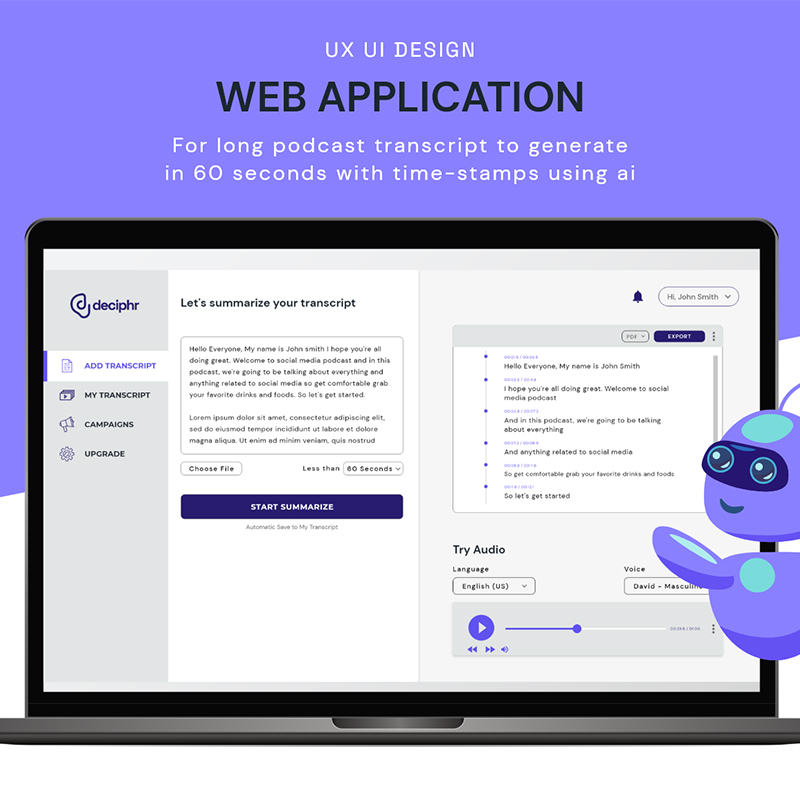 UX UI DESIGN
WEB APPLICATION
For long podcast transcript to generate
in 60 seconds with time-stamps using ai
deciphr
ADD TRANSCRIPT
MY TRANSCRIPT
CAMPAIGNS
UPGRADE
Let's summarize your transcript
Hello Everyone, My name is John smith I hope you're all
doing great. Welcome to social media podcast and in this
podcast, we're going to be talking about everything and
anything related to social media so get comfortable grab
your favorite drinks and foods. So let's get started.
Lorem ipsum dolor sit amet, consectetur adipiscing elit,
sed do eiusmod tempor incididunt ut labore et dolore
magna aliqua. Ut enim ad minim veniam, quis nostrud
Choose File
Less than
60 Seconds
START SUMMARIZE
Automatic Save to My Transcript
Hi, John Smith
PDF
EXPORT
Hello Everyone, My name is John Smith
I hope you're all doing great. Welcome to social
media podcast
And in this podcast, we're going to be talking
about everything
And anything related to social media
So get comfortable grab your favorite drinks and foods
So let's get started
Try Audio
Language
Voice
English (US)
David - Masculin